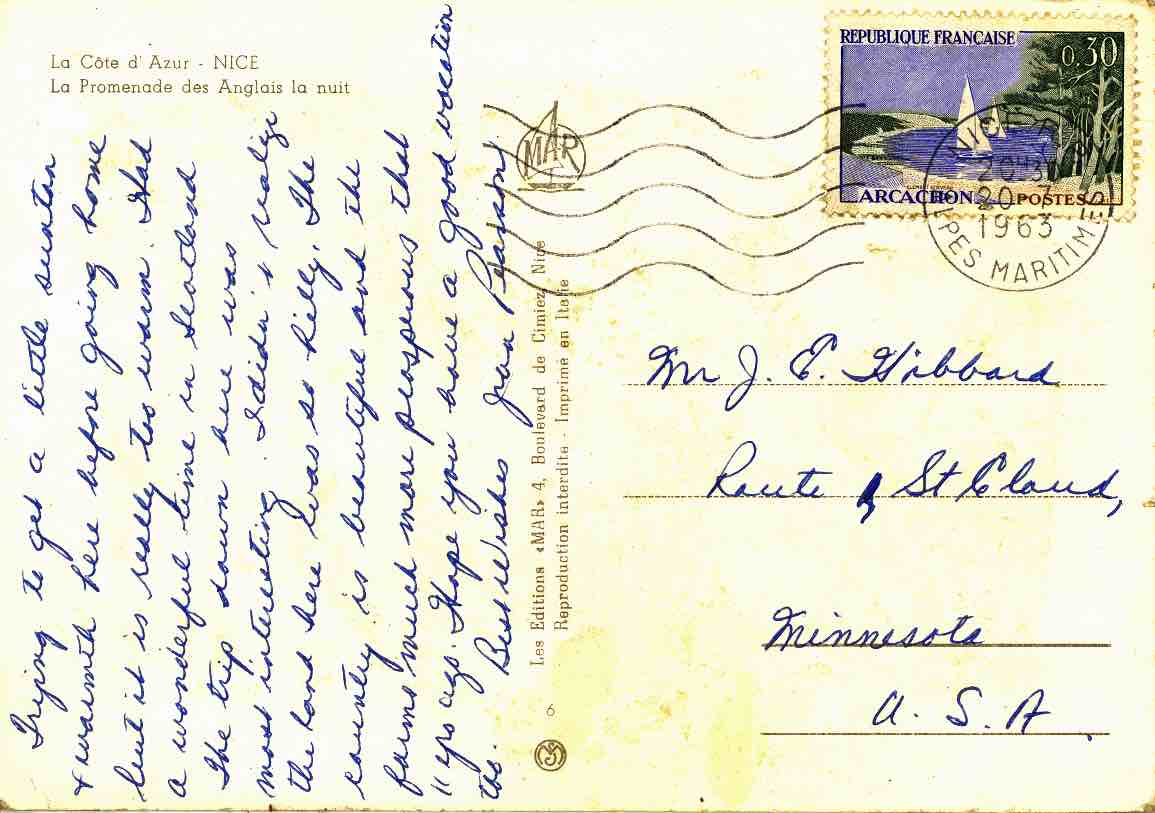 La Côte d'Azur - NICE
La Promenade des Anglais la nuit
Trying to get a little suntan
& warmth here before going home
but it is really too warm. Had
a wonderful time in Scotland
The trip down here was
most interesting. I didn't realize
the land here was so hilly. The
country is beautiful and the
farms much more prosperous than
11 yrs ago. Hope you have a good vacation
too. Best Wishes Jean Pearson
Les Editions «MAR» 4, Boulevard de Cimiez, Nice
Reproduction interdite - Imprimé en Italie
6
MAR
REPUBLIQUE FRANÇAISE
0,30
ARCACHON POSTES
20-7
1963
ALPES MARITIMES
Mr J. E. Hibbard
Route St Cloud,
Minnesota
U. S. A.